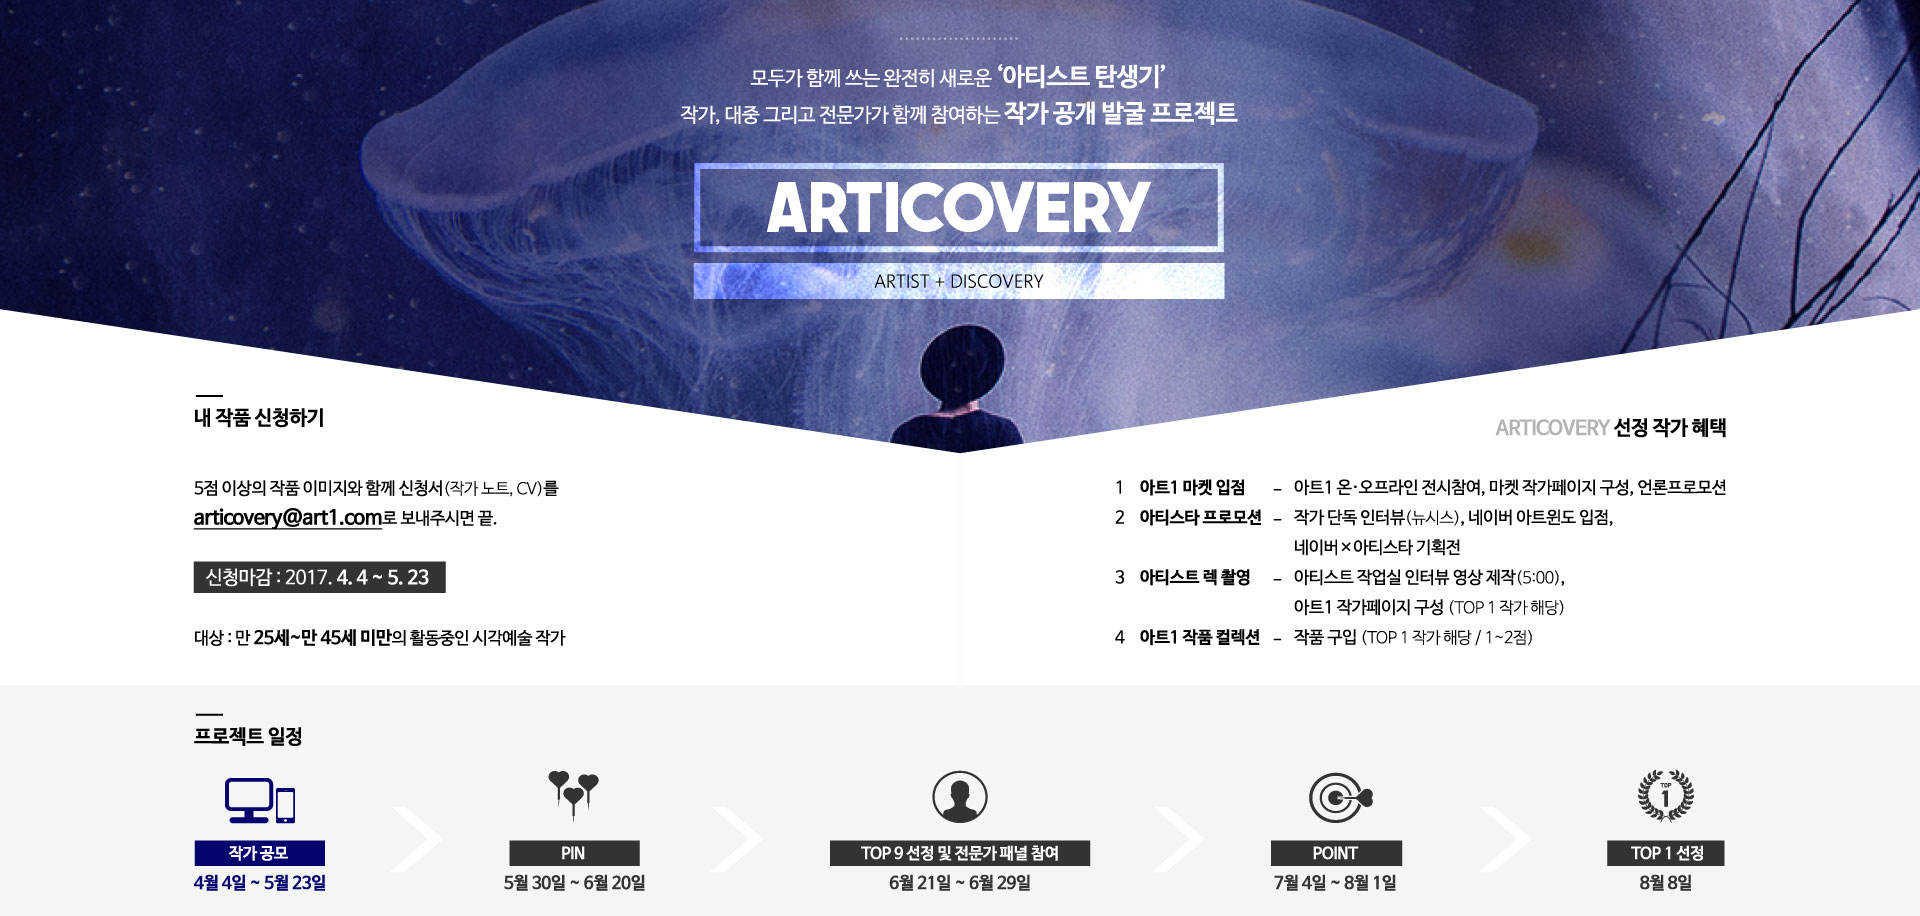 모두가 함께 쓰는 완전히 새로운 ‘아티스트 탄생기’
작가, 대중 그리고 전문가가 함께 참여하는 작가 공개 발굴 프로젝트
ARTICOVERY
ARTIST + DISCOVERY
내 작품 신청하기
5점 이상의 작품 이미지와 함께 신청서(작가 노트, CV)를
articovery@art1.com로 보내주시면 끝.
신청마감 : 2017. 4. 4 ~ 5. 23
대상 : 만 25세~만 45세 미만의 활동중인 시각예술 작가
ARTICOVERY 선정 작가 혜택
1 아트1 마켓 입점 – 아트1 온·오프라인 전시참여, 마켓 작가페이지 구성, 언론프로모션
2 아티스타 프로모션 – 작가 단독 인터뷰(뉴시스), 네이버 아트윈도 입점,
네이버×아티스타 기획전
3 아티스트 렉 촬영 – 아티스트 작업실 인터뷰 영상 제작(5:00),
아트1 작가페이지 구성 (TOP 1 작가 해당)
4 아트1 작품 컬렉션 – 작품 구입 (TOP 1 작가 해당 / 1~2점)
프로젝트 일정
TOP
1
작가 공모
PIN
TOP 9 선정 및 전문가 패널 참여
POINT
TOP 1 선정
4월 4일 ~ 5월 23일
5월 30일 ~ 6월 20일
6월 21일 ~ 6월 29일
7월 4일 ~ 8월 1일
8월 8일